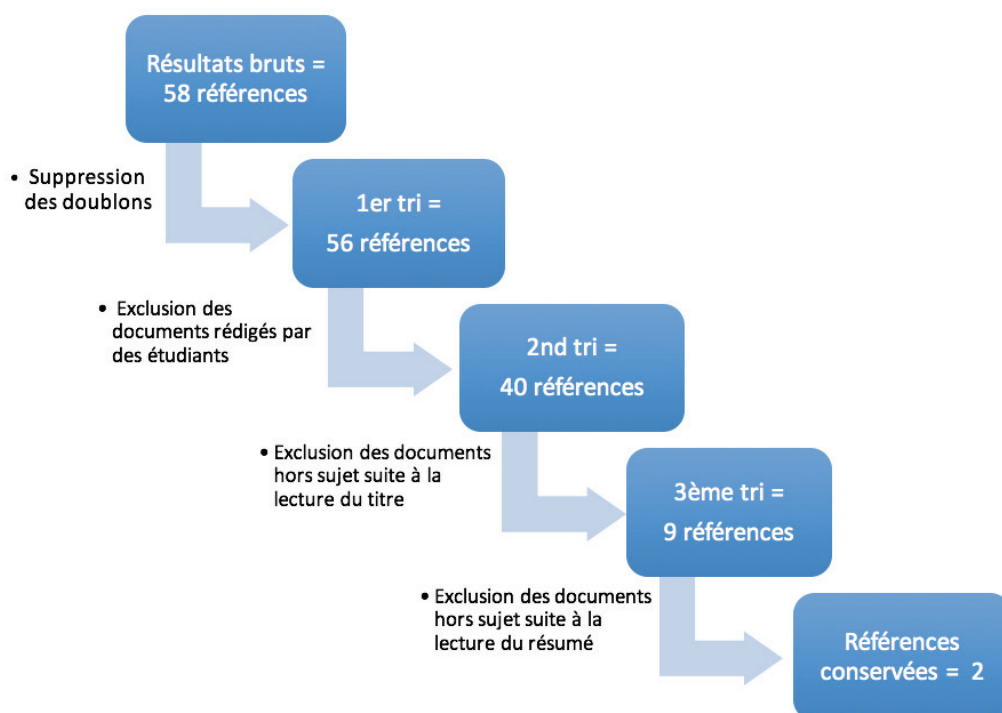 Résultats bruts =
58 références
• Suppression
des doublons
1er tri =
56 références
• Exclusion des
documents rédigés par
des étudiants
2nd tri =
40 références
• Exclusion des documents
hors sujet suite à la
lecture du titre
3ème tri =
9 références
• Exclusion des documents
hors sujet suite à la
lecture du résumé
Références
conservées = 2